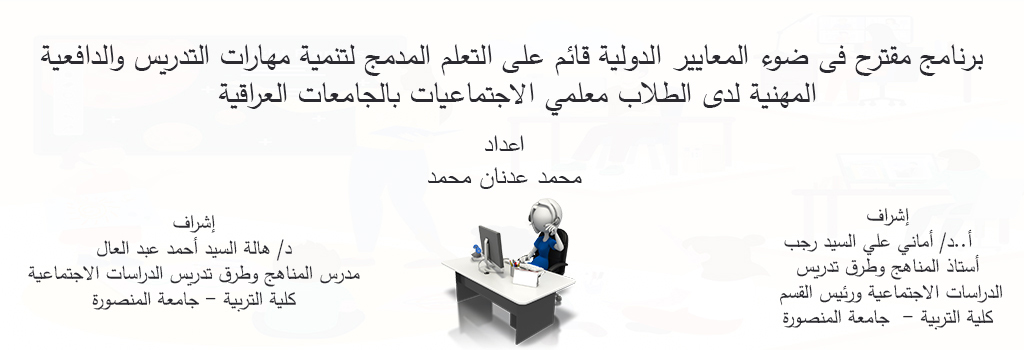 برنامج مقترح فى ضوء المعايير الدولية قائم على التعلم المدمج لتنمية مهارات التدريس والدافعية
المهنية لدى الطلاب معلمي الاجتماعيات بالجامعات العراقية
اعداد
محمد عدنان محمد
إشراف
أ..د/ أماني علي السيد رجب
أستاذ المناهج وطرق تدريس
الدراسات الاجتماعية ورئيس القسم
كلية التربية – جامعة المنصورة
إشراف
د/ هالة السيد أحمد عبد العال
مدرس المناهج وطرق تدريس الدراسات الاجتماعية
كلية التربية – جامعة المنصورة